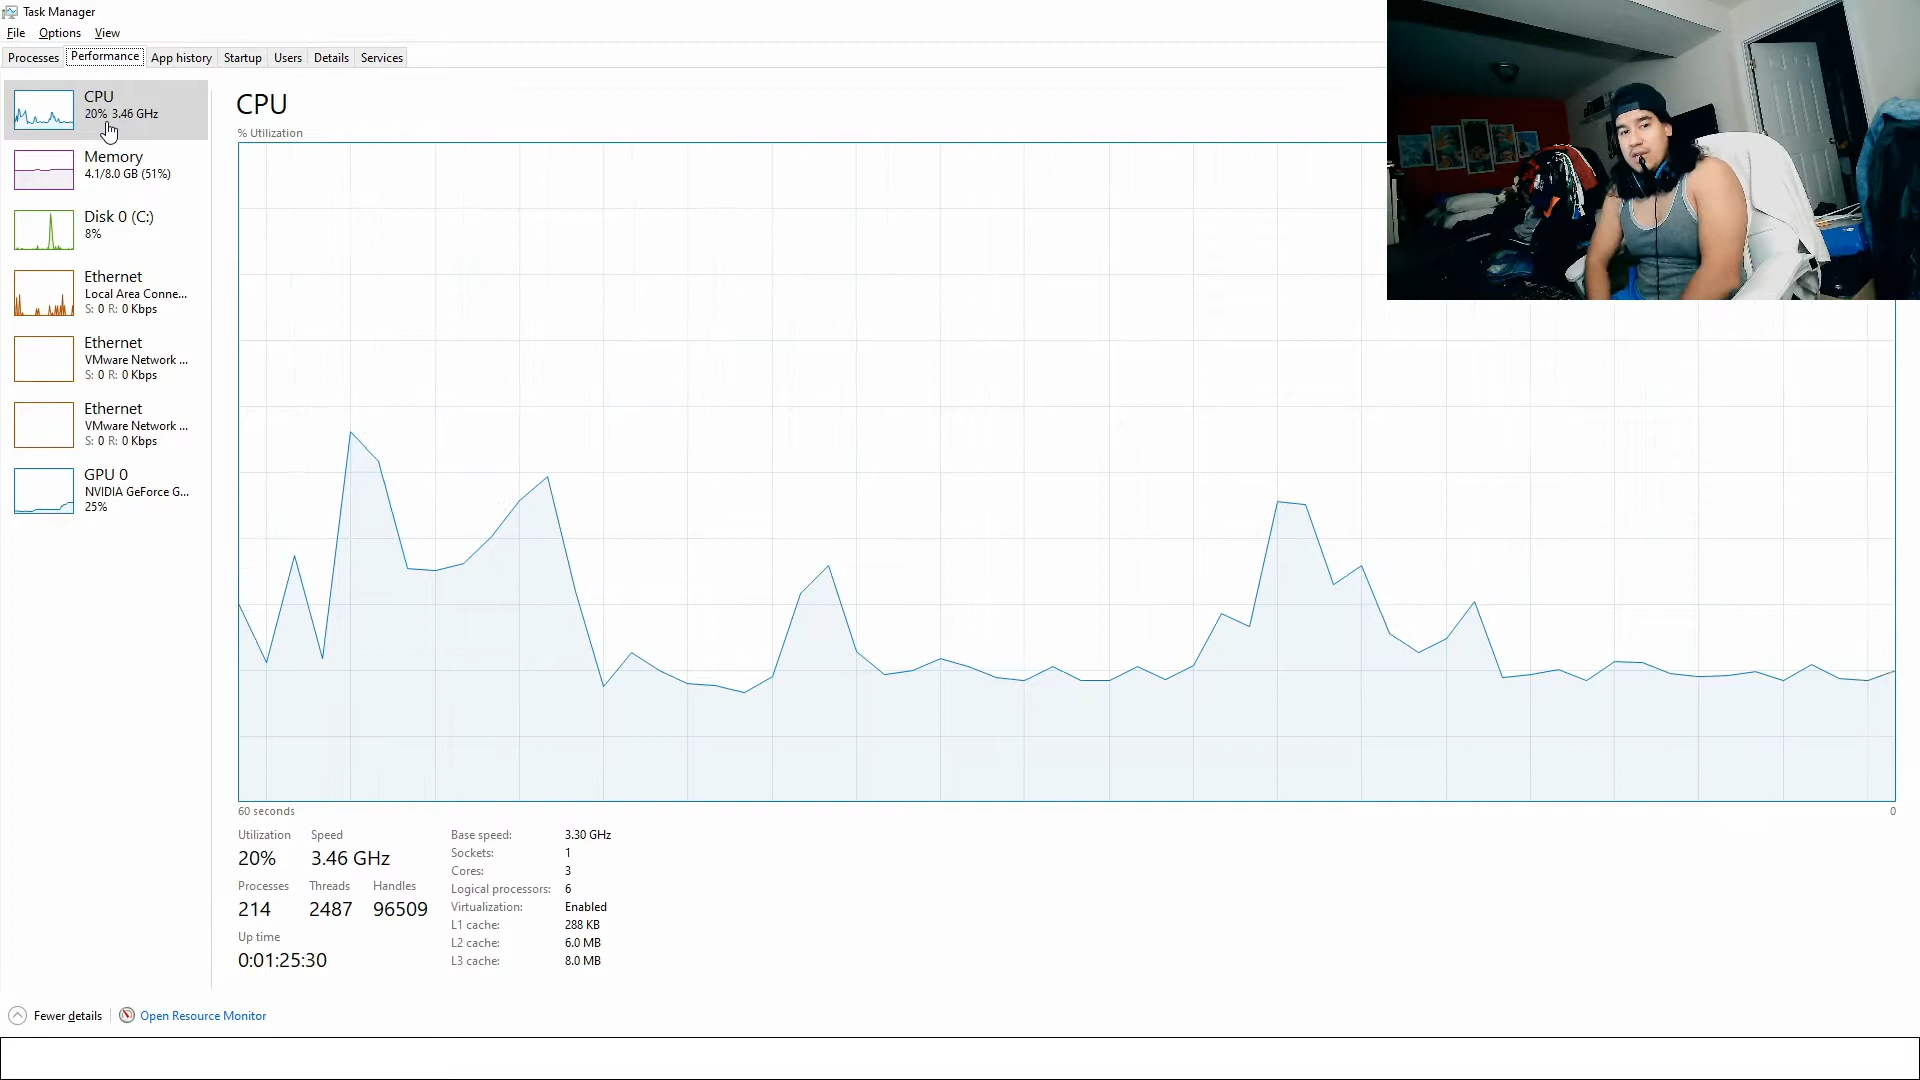 Task Manager
File Options View
Processes Performance App history Startup Users Details Services
CPU
20% 3.46 GHz
Memory
4.1/8.0 GB (51%)
Disk 0 (C:)
8%
Ethernet
Local Area Conne...
S: 0 R: 0 Kbps
Ethernet
VMware Network ...
S: 0 R: 0 Kbps
Ethernet
VMware Network ...
S: 0 R: 0 Kbps
GPU 0
NVIDIA GeForce G...
25%
CPU
% Utilization
60 seconds 0
Utilization Speed
20% 3.46 GHz
Processes Threads Handles
214 2487 96509
Up time
0:01:25:30
Base speed: 3.30 GHz
Sockets: 1
Cores: 3
Logical processors: 6
Virtualization: Enabled
L1 cache: 288 KB
L2 cache: 6.0 MB
L3 cache: 8.0 MB
Fewer details Open Resource Monitor